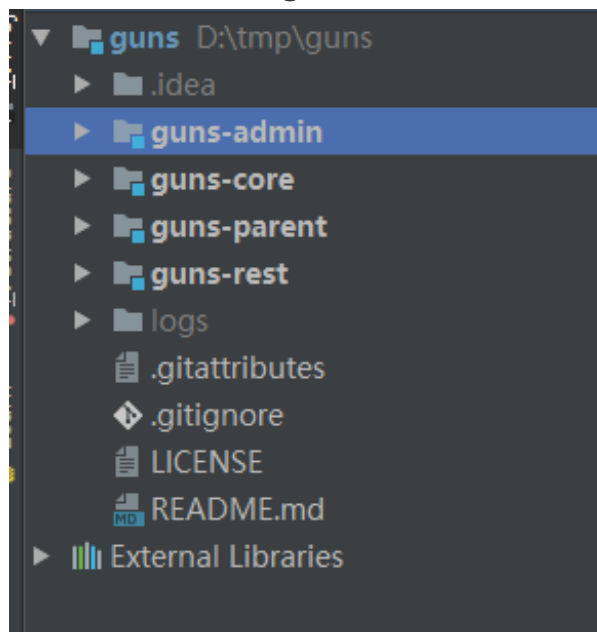 guns D:\tmp\guns
.idea
guns-admin
guns-core
guns-parent
guns-rest
logs
.gitattributes
.gitignore
LICENSE
MD README.md
External Libraries